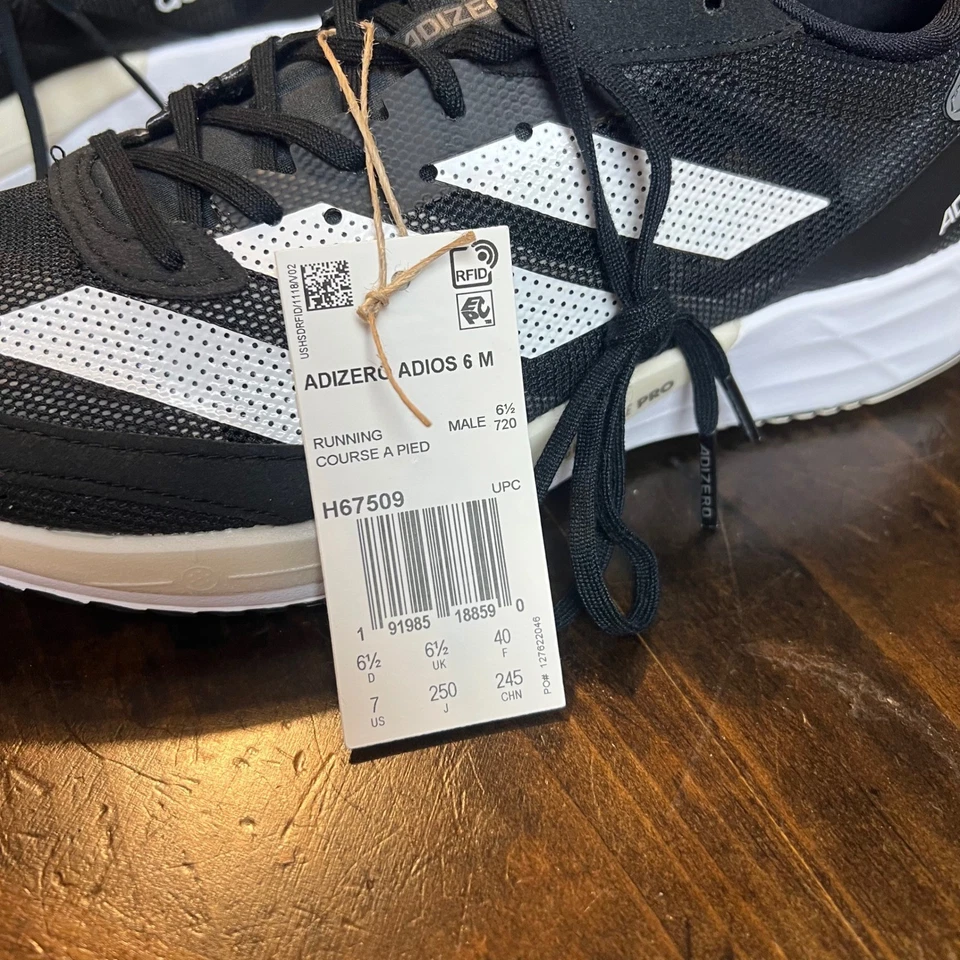 ADIZERO
USHSDRFID/1118/V02
RFID
EPC
ADIZERO ADIOS 6 M
RUNNING
COURSE A PIED
MALE 6½
720
H67509
UPC
1 91985 18859 0
6½ 6½ 40
D UK F
7 250 245
US J CHN
PO# 127622046
PRO
ADIZERO